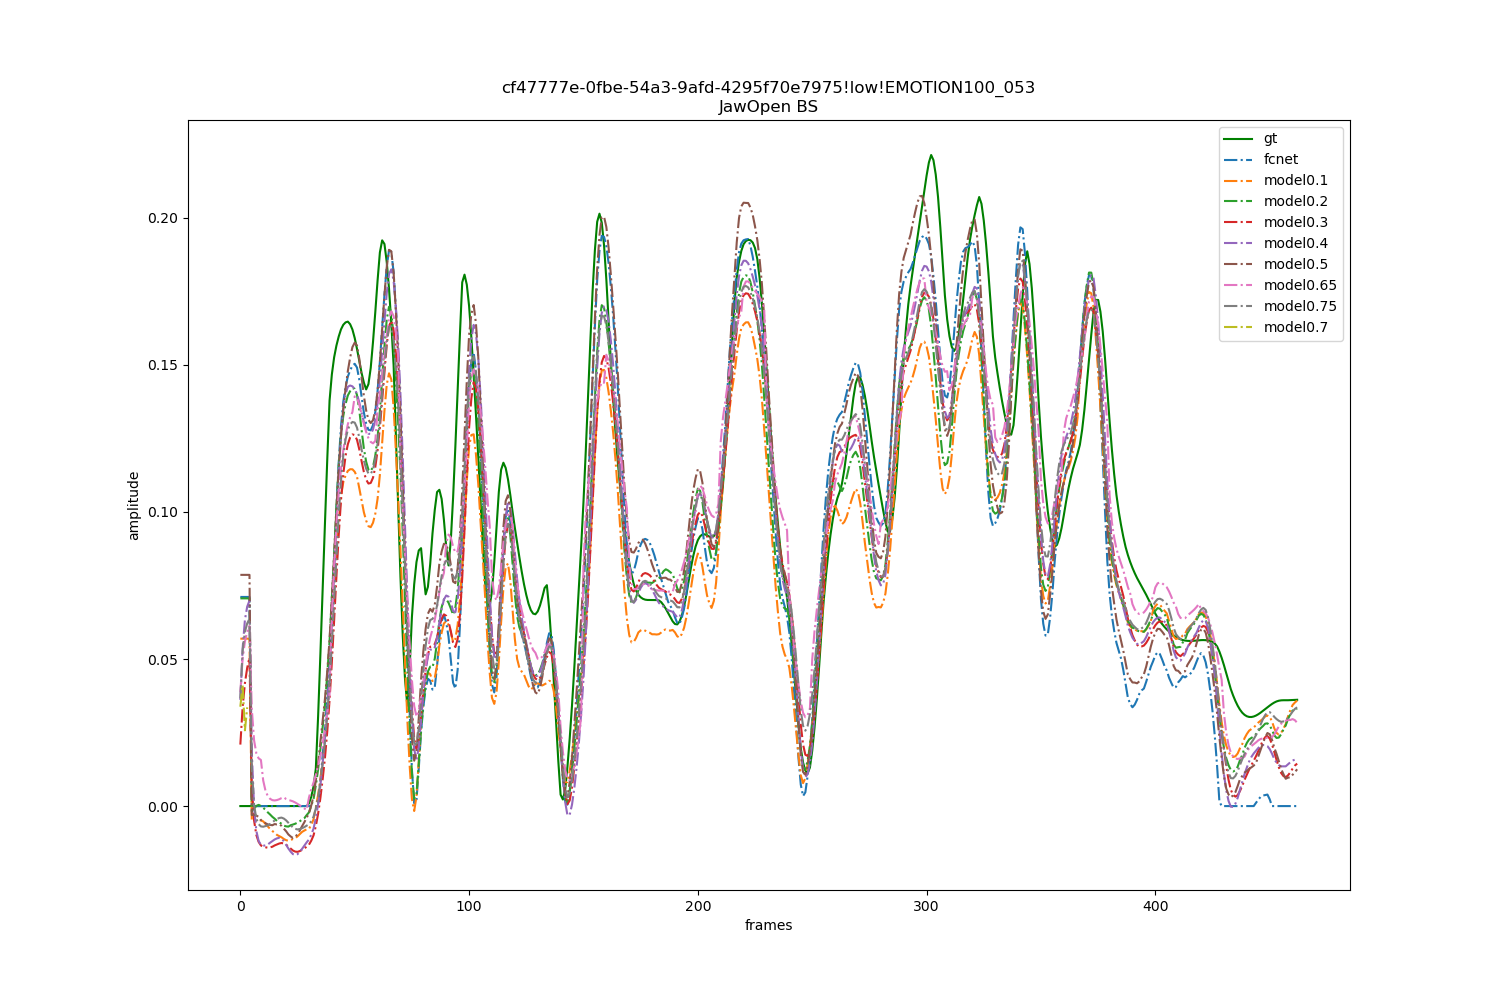 cf47777e-0fbe-54a3-9afd-4295f70e7975!low!EMOTION100_053
JawOpen BS
gt
fcnet
model0.1
model0.2
model0.3
model0.4
model0.5
model0.65
model0.75
model0.7
amplitude
0.20
0.15
0.10
0.05
0.00
0 100 200 300 400
frames